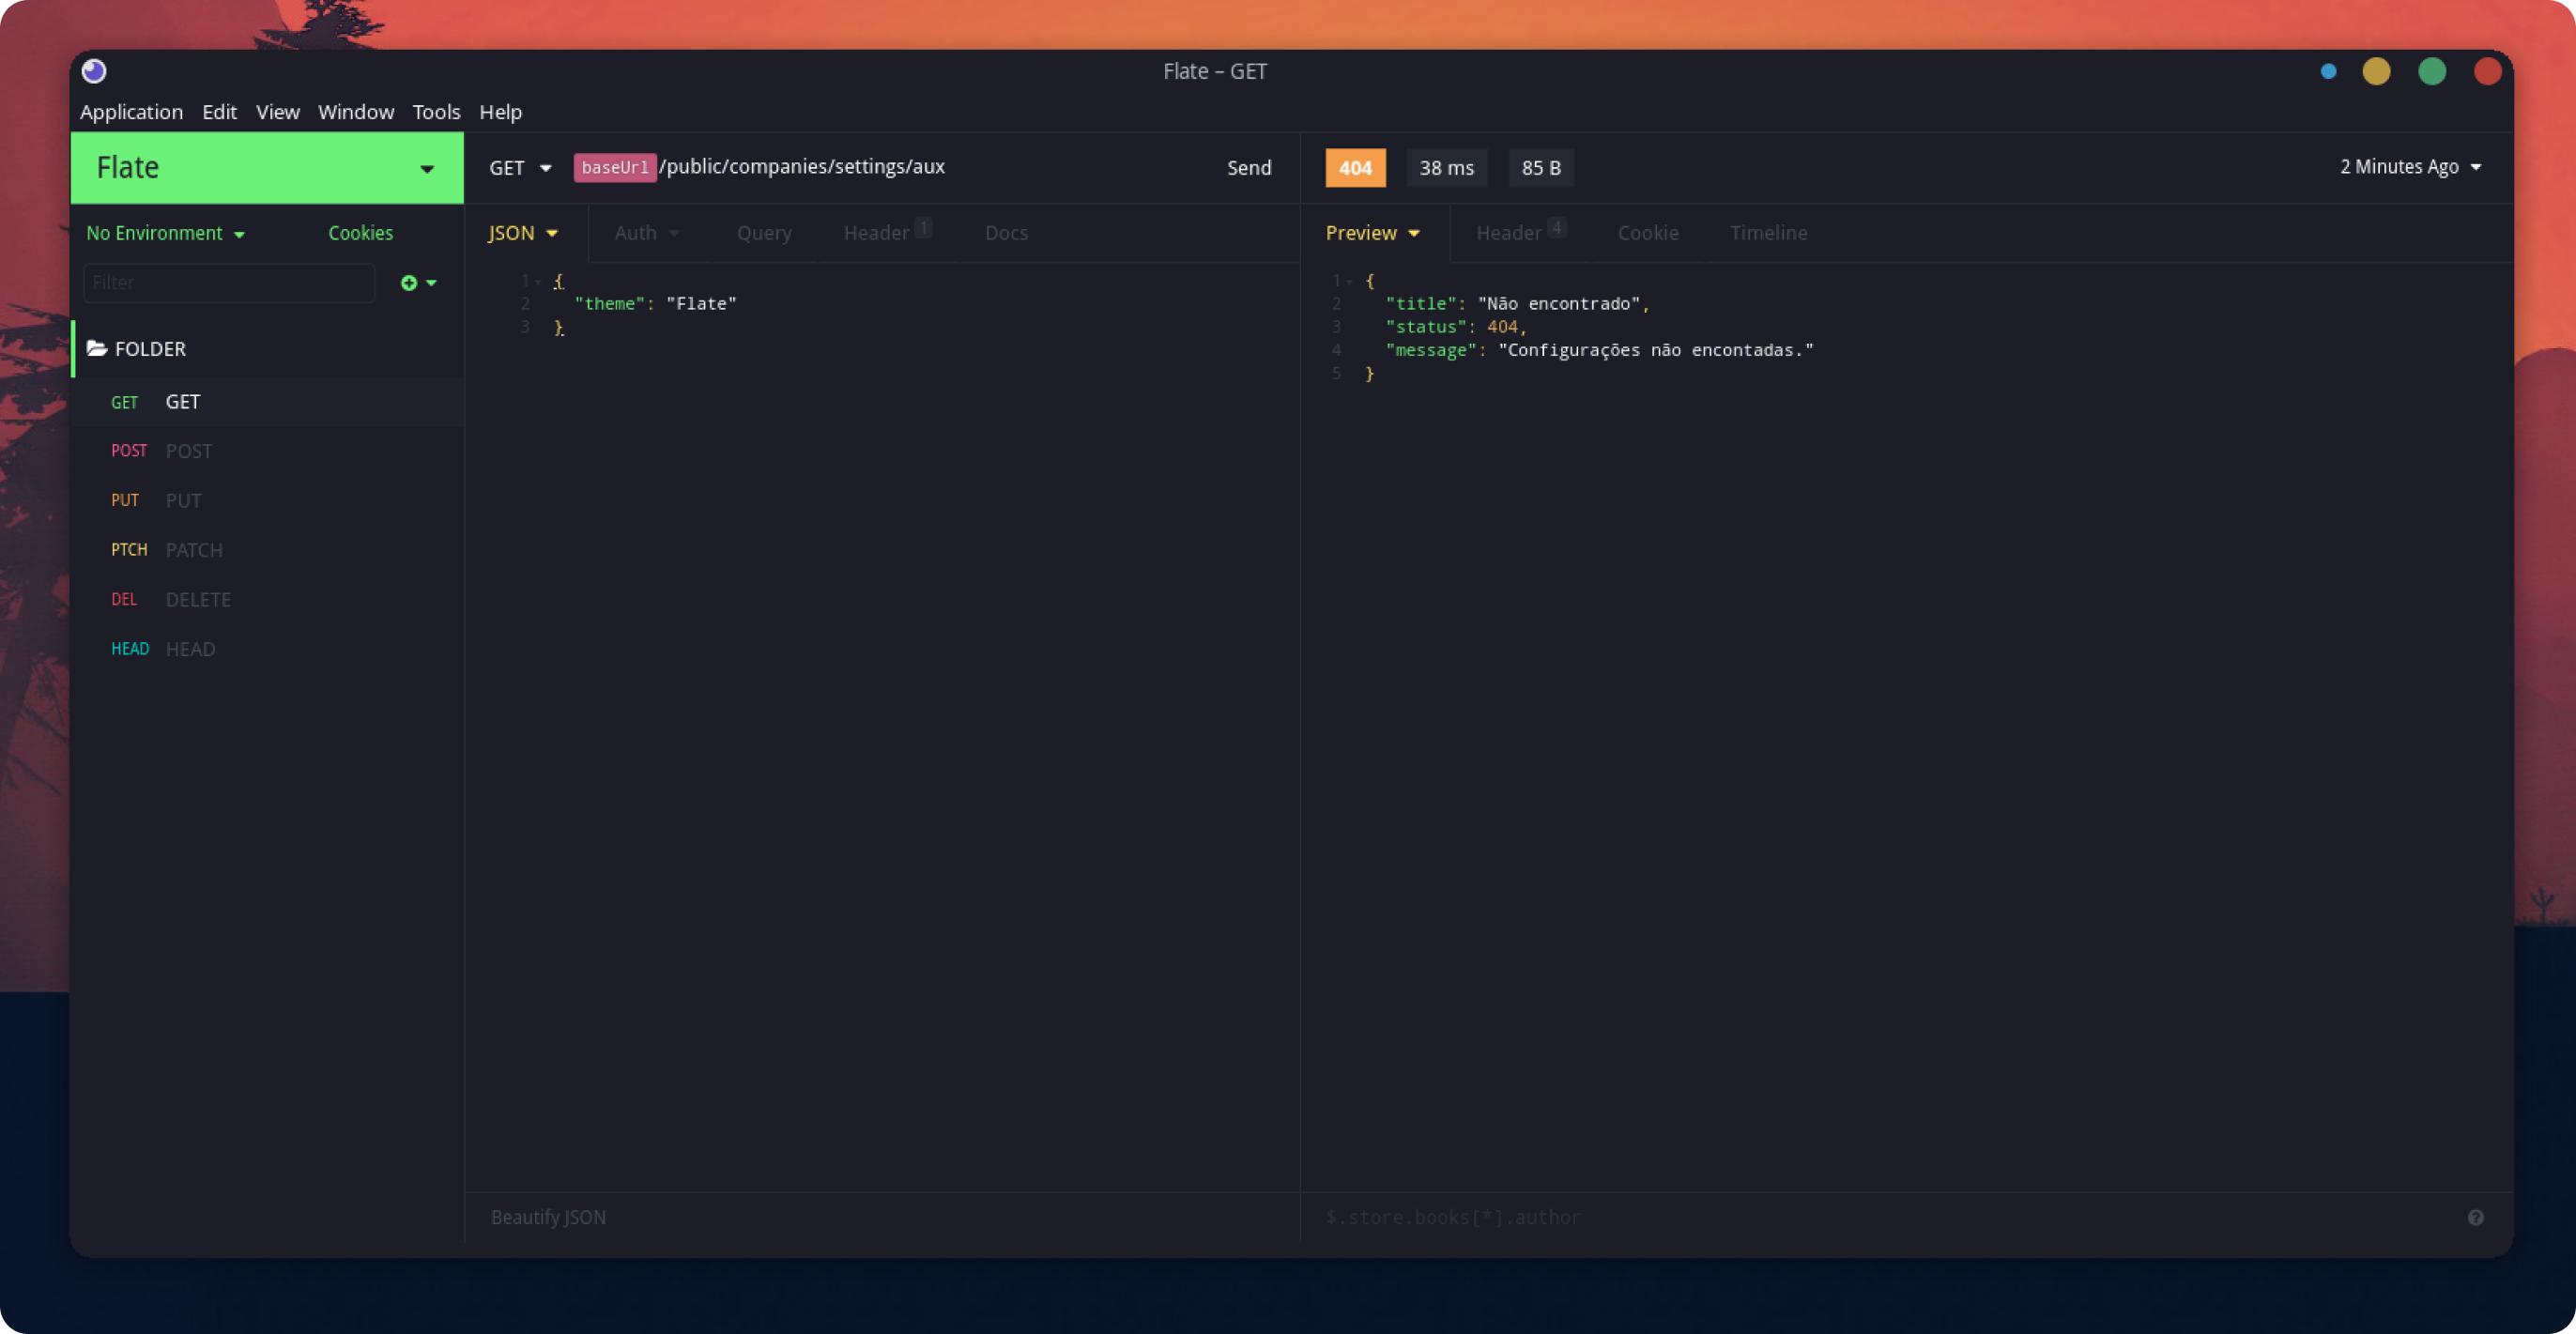 Flate – GET
Application Edit View Window Tools Help
Flate
GET baseUrl/public/companies/settings/aux Send
404 38 ms 85 B 2 Minutes Ago
No Environment Cookies
JSON Auth Query Header 1 Docs
Preview Header 4 Cookie Timeline
Filter
FOLDER
GET GET
POST POST
PUT PUT
PTCH PATCH
DEL DELETE
HEAD HEAD
1 {
2 "theme": "Flate"
3 }
1 {
2 "title": "Não encontrado",
3 "status": 404,
4 "message": "Configurações não encontadas."
5 }
Beautify JSON
$.store.books[*].author